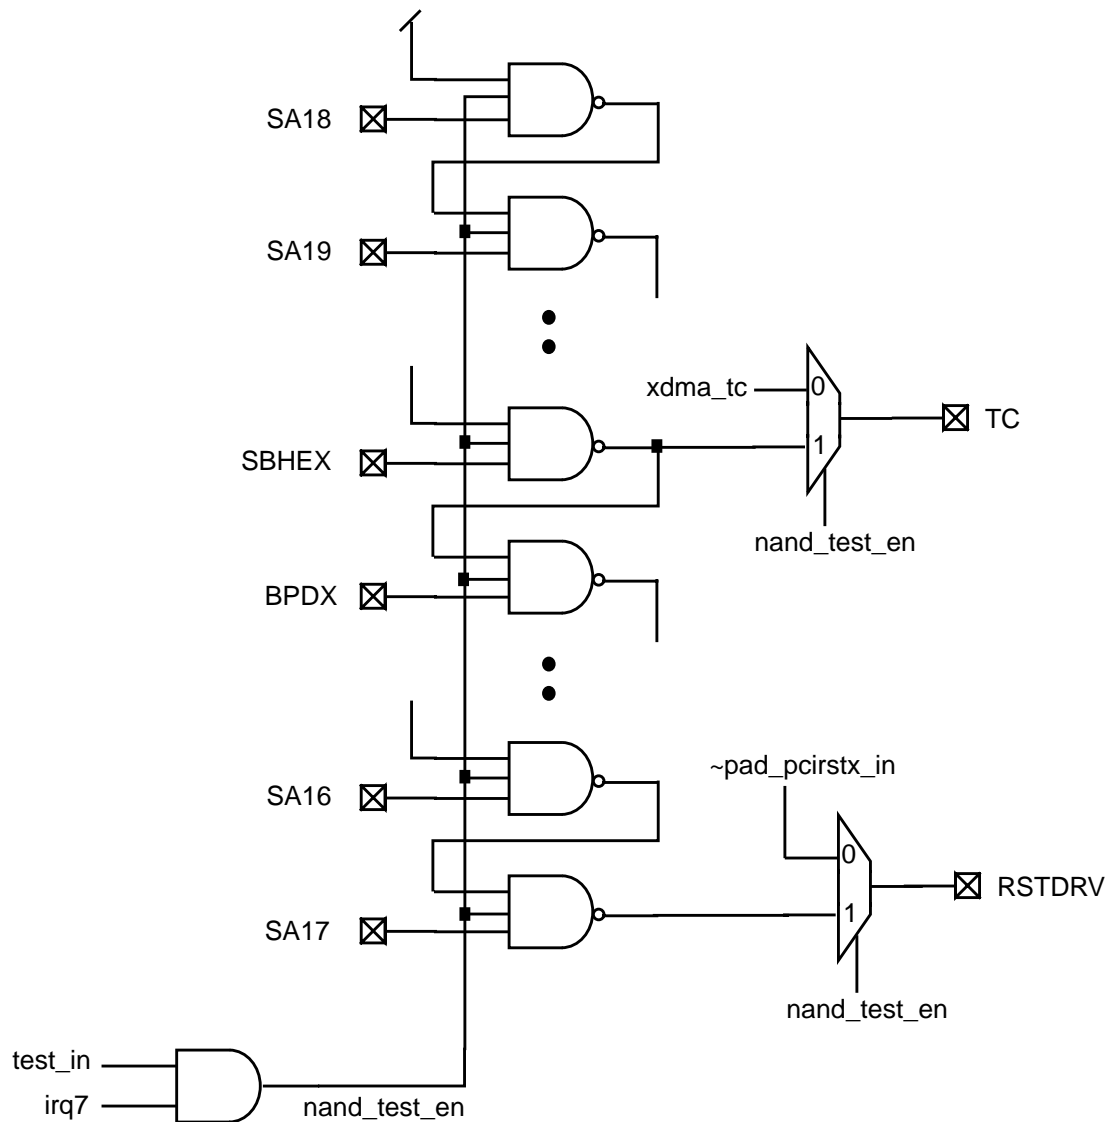 SA18
SA19
xdma_tc
0
TC
1
SBHEX
nand_test_en
BPDX
~pad_pcirstx_in
SA16
0
RSTDRV
1
SA17
nand_test_en
test_in
irq7
nand_test_en